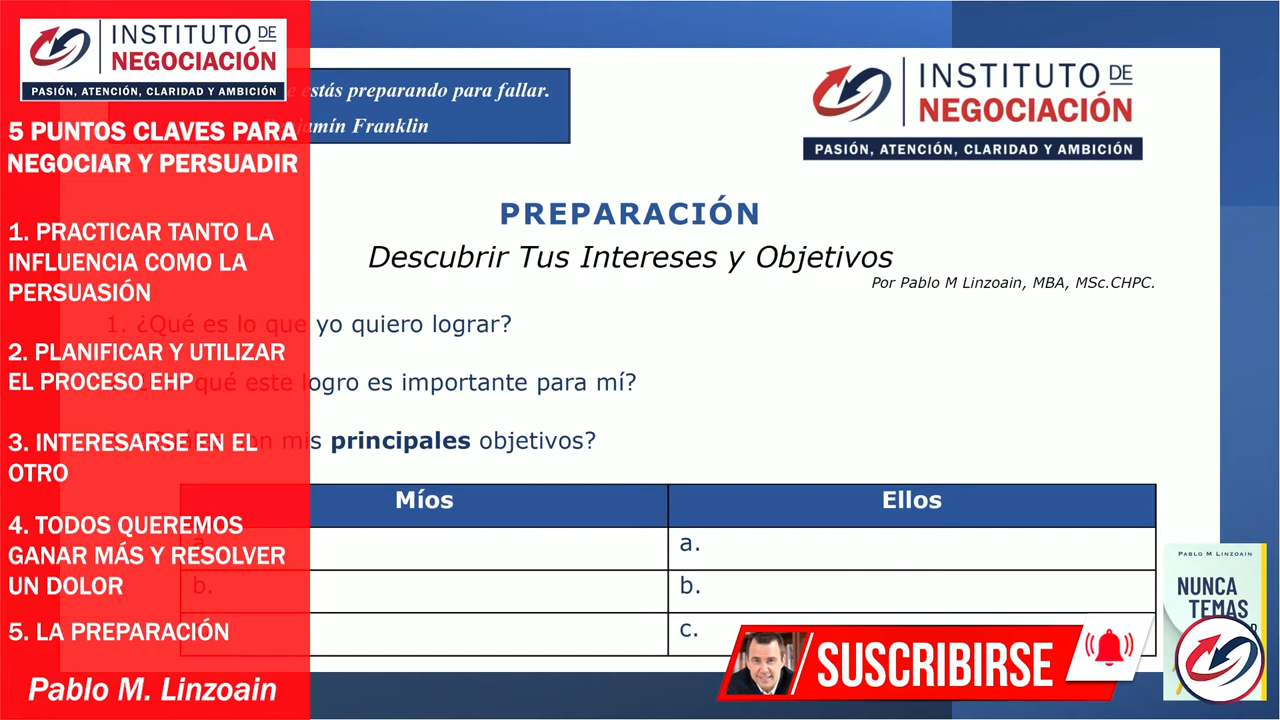 INSTITUTO DE
NEGOCIACIÓN
PASIÓN, ATENCIÓN, CLARIDAD Y AMBICIÓN
5 PUNTOS CLAVES PARA
NEGOCIAR Y PERSUADIR
1. PRACTICAR TANTO LA
INFLUENCIA COMO LA
PERSUASIÓN
2. PLANIFICAR Y UTILIZAR
EL PROCESO EHP
3. INTERESARSE EN EL
OTRO
4. TODOS QUEREMOS
GANAR MÁS Y RESOLVER
UN DOLOR
5. LA PREPARACIÓN
Pablo M. Linzoain
estás preparando para fallar.
Franklin
INSTITUTO DE
NEGOCIACIÓN
PASIÓN, ATENCIÓN, CLARIDAD Y AMBICIÓN
PREPARACIÓN
Descubrir Tus Intereses y Objetivos
Por Pablo M Linzoain, MBA, MSc.CHPC.
1. ¿Qué es lo que yo quiero lograr?
qué este logro es importante para mí?
mis principales objetivos?
Míos Ellos
a. a.
b. b.
c.
SUSCRIBIRSE
PABLO M LINZOAIN
NUNCA
TEMAS